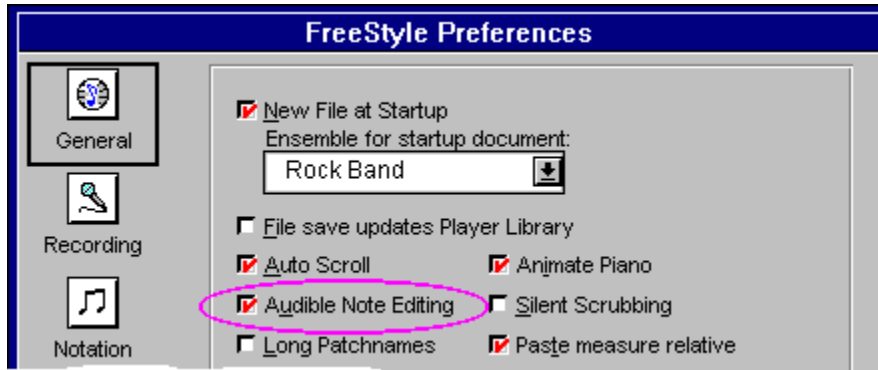 FreeStyle Preferences
General
Recording
Notation
New File at Startup
Ensemble for startup document:
Rock Band
File save updates Player Library
Auto Scroll
Animate Piano
Audible Note Editing
Silent Scrubbing
Long Patchnames
Paste measure relative